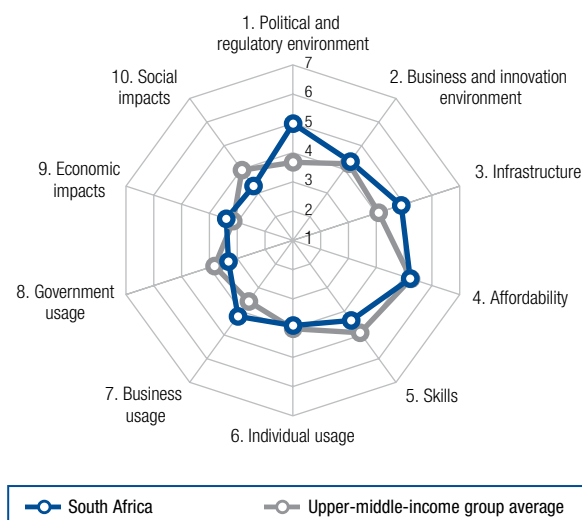 1. Political and
regulatory environment
2. Business and innovation
environment
3. Infrastructure
4. Affordability
5. Skills
6. Individual usage
7. Business
usage
8. Government
usage
9. Economic
impacts
10. Social
impacts
7
6
5
4
3
2
1
South Africa
Upper-middle-income group average